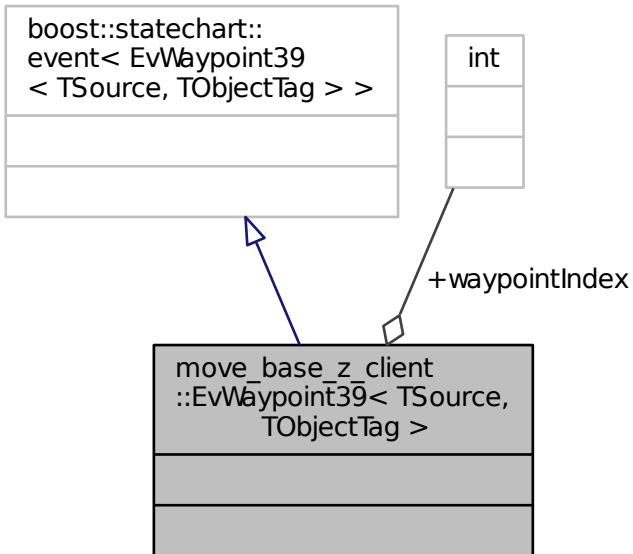 boost::statechart::
event< EvWaypoint39
< TSource, TObjectTag > >
int
+waypointIndex
move_base_z_client
::EvWaypoint39< TSource,
TObjectTag >